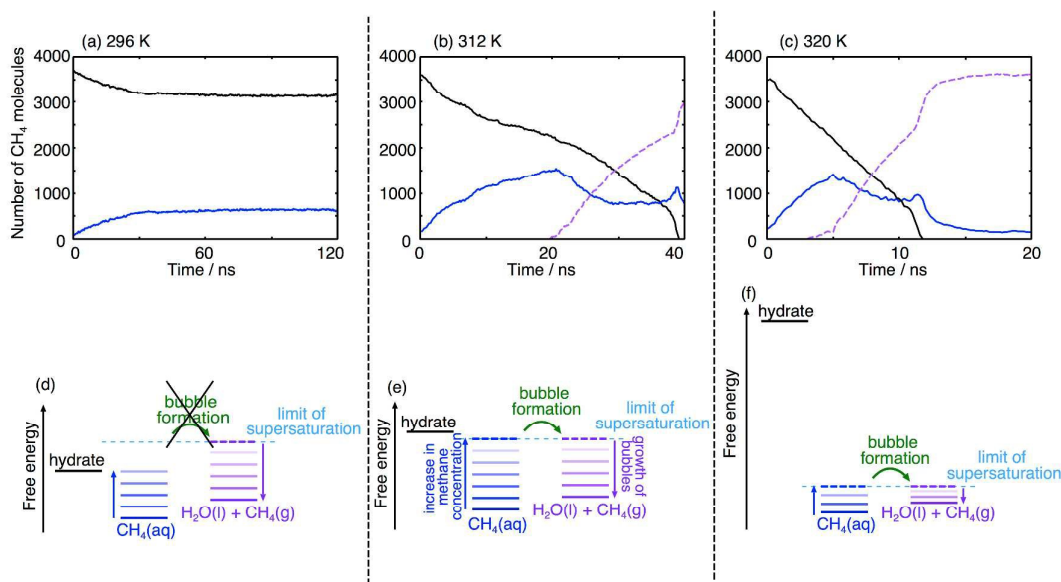 (a) 296 K
Number of CH₄ molecules
4000
3000
2000
1000
0
0
60
120
Time / ns
(b) 312 K
4000
3000
2000
1000
0
0
20
40
Time / ns
(c) 320 K
4000
3000
2000
1000
0
0
10
20
Time / ns
(d)
Free energy
hydrate
bubble
formation
limit of
supersaturation
CH₄(aq)
H₂O(l) + CH₄(g)
(e)
Free energy
hydrate
bubble
formation
limit of
supersaturation
increase in
methane
concentration
growth of
bubbles
CH₄(aq)
H₂O(l) + CH₄(g)
(f)
Free energy
hydrate
bubble
formation
limit of
supersaturation
CH₄(aq)
H₂O(l) + CH₄(g)